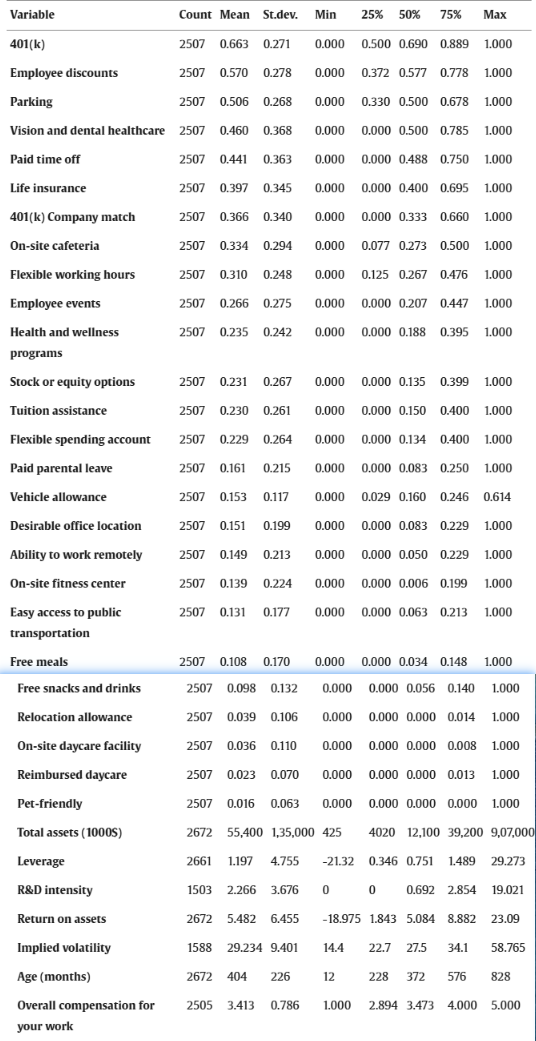 Variable Count Mean St.dev. Min 25% 50% 75% Max
401(k) 2507 0.663 0.271 0.000 0.500 0.690 0.889 1.000
Employee discounts 2507 0.570 0.278 0.000 0.372 0.577 0.778 1.000
Parking 2507 0.506 0.268 0.000 0.330 0.500 0.678 1.000
Vision and dental healthcare 2507 0.460 0.368 0.000 0.000 0.500 0.785 1.000
Paid time off 2507 0.441 0.363 0.000 0.000 0.488 0.750 1.000
Life insurance 2507 0.397 0.345 0.000 0.000 0.400 0.695 1.000
401(k) Company match 2507 0.366 0.340 0.000 0.000 0.333 0.660 1.000
On-site cafeteria 2507 0.334 0.294 0.000 0.077 0.273 0.500 1.000
Flexible working hours 2507 0.310 0.248 0.000 0.125 0.267 0.476 1.000
Employee events 2507 0.266 0.275 0.000 0.000 0.207 0.447 1.000
Health and wellness 2507 0.235 0.242 0.000 0.000 0.188 0.395 1.000
programs
Stock or equity options 2507 0.231 0.267 0.000 0.000 0.135 0.399 1.000
Tuition assistance 2507 0.230 0.261 0.000 0.000 0.150 0.400 1.000
Flexible spending account 2507 0.229 0.264 0.000 0.000 0.134 0.400 1.000
Paid parental leave 2507 0.161 0.215 0.000 0.000 0.083 0.250 1.000
Vehicle allowance 2507 0.153 0.117 0.000 0.029 0.160 0.246 0.614
Desirable office location 2507 0.151 0.199 0.000 0.000 0.083 0.229 1.000
Ability to work remotely 2507 0.149 0.213 0.000 0.000 0.050 0.229 1.000
On-site fitness center 2507 0.139 0.224 0.000 0.000 0.006 0.199 1.000
Easy access to public 2507 0.131 0.177 0.000 0.000 0.063 0.213 1.000
transportation
Free meals 2507 0.108 0.170 0.000 0.000 0.034 0.148 1.000
Free snacks and drinks 2507 0.098 0.132 0.000 0.000 0.056 0.140 1.000
Relocation allowance 2507 0.039 0.106 0.000 0.000 0.000 0.014 1.000
On-site daycare facility 2507 0.036 0.110 0.000 0.000 0.000 0.008 1.000
Reimbursed daycare 2507 0.023 0.070 0.000 0.000 0.000 0.013 1.000
Pet-friendly 2507 0.016 0.063 0.000 0.000 0.000 0.000 1.000
Total assets (1000$) 2672 55,400 1,35,000 425 4020 12,100 39,200 9,07,000
Leverage 2661 1.197 4.755 -21.32 0.346 0.751 1.489 29.273
R&D intensity 1503 2.266 3.676 0 0 0.692 2.854 19.021
Return on assets 2672 5.482 6.455 -18.975 1.843 5.084 8.882 23.09
Implied volatility 1588 29.234 9.401 14.4 22.7 27.5 34.1 58.765
Age (months) 2672 404 226 12 228 372 576 828
Overall compensation for 2505 3.413 0.786 1.000 2.894 3.473 4.000 5.000
your work